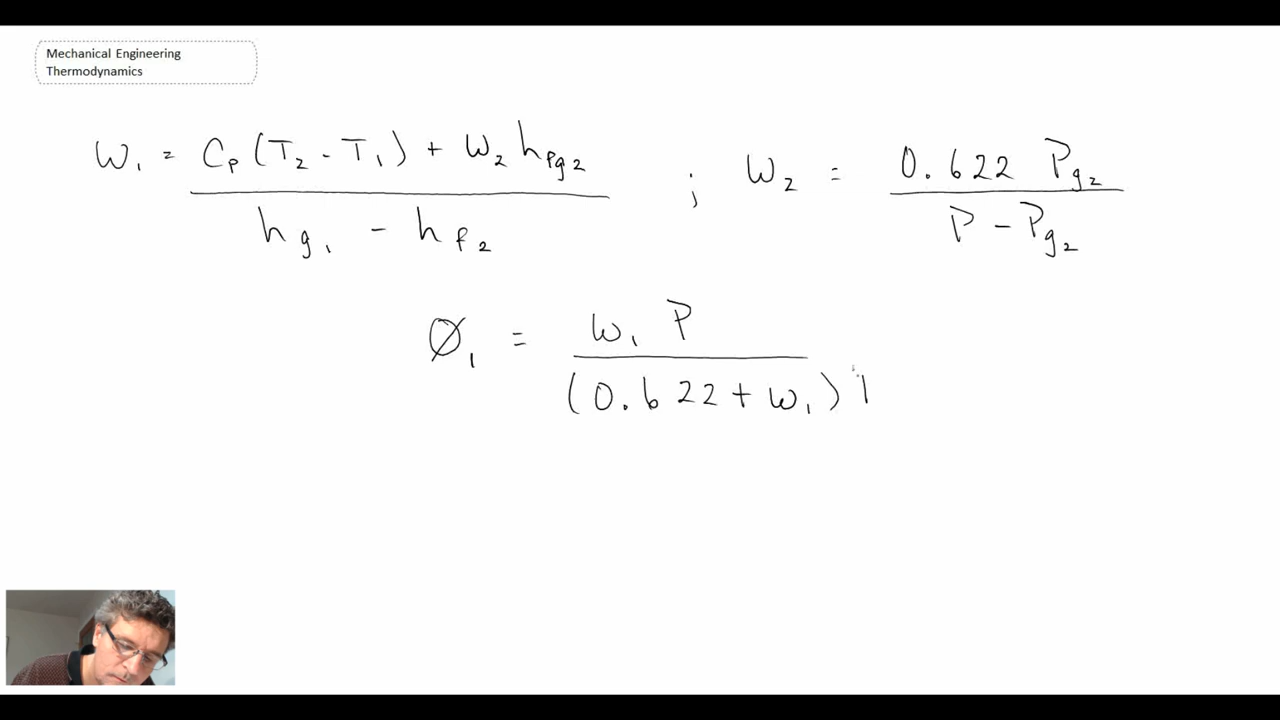 Mechanical Engineering
Thermodynamics
ω₁ = (Cp (T₂ - T₁) + ω₂ hfg₂) / (hg₁ - hf₂) ; ω₂ = (0.622 Pg₂) / (P - Pg₂)
Ø₁ = (ω₁ P) / ((0.622 + ω₁)